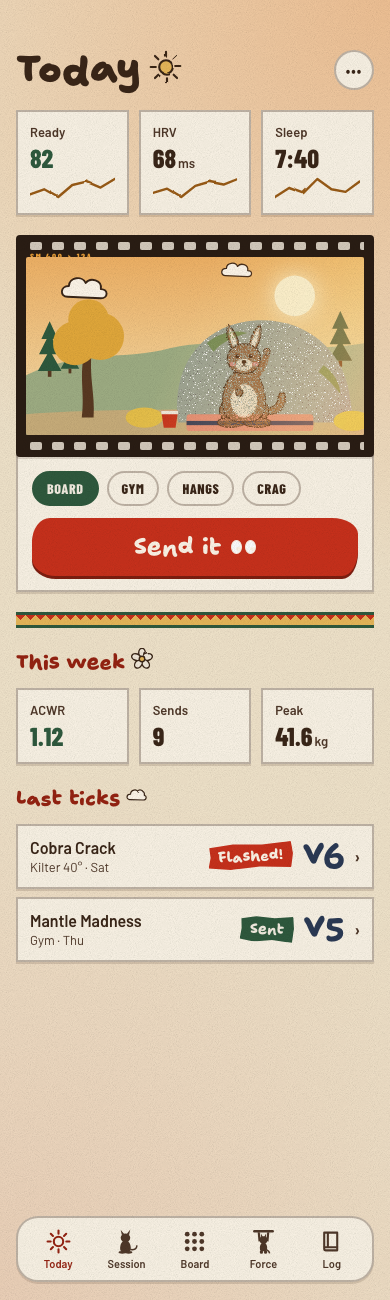 Today
...
Ready
82
HRV
68 ms
Sleep
7:40
BOARD
GYM
HANGS
CRAG
Send it
This week
ACWR
1.12
Sends
9
Peak
41.6 kg
Last ticks
Cobra Crack
Kilter 40° · Sat
Flashed!
V6
›
Mantle Madness
Gym · Thu
Sent
V5
›
Today
Session
Board
Force
Log